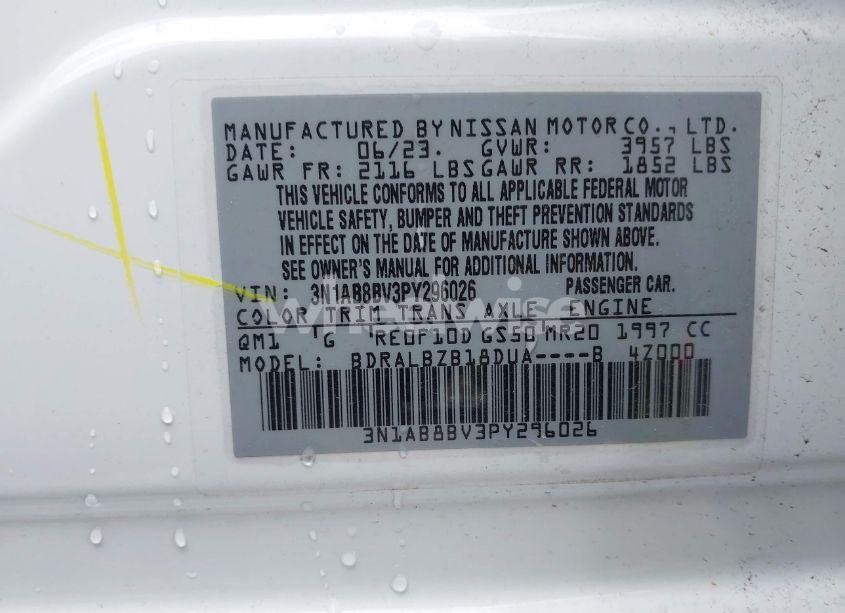 MANUFACTURED BY NISSAN MOTOR CO., LTD.
DATE: 06/23. GVWR: 3957 LBS
GAWR FR: 2116 LBS GAWR RR: 1852 LBS
THIS VEHICLE CONFORMS TO ALL APPLICABLE FEDERAL MOTOR
VEHICLE SAFETY, BUMPER AND THEFT PREVENTION STANDARDS
IN EFFECT ON THE DATE OF MANUFACTURE SHOWN ABOVE.
SEE OWNER'S MANUAL FOR ADDITIONAL INFORMATION.
VIN: 3N1AB8BV3PY296026 PASSENGER CAR.
wheelwise
COLOR TRIM TRANS AXLE ENGINE
QM1 G RE0F10D GS50 MR20 1997 CC
MODEL: BDRALBZB18DUA----B 4Z000
3N1AB8BV3PY296026